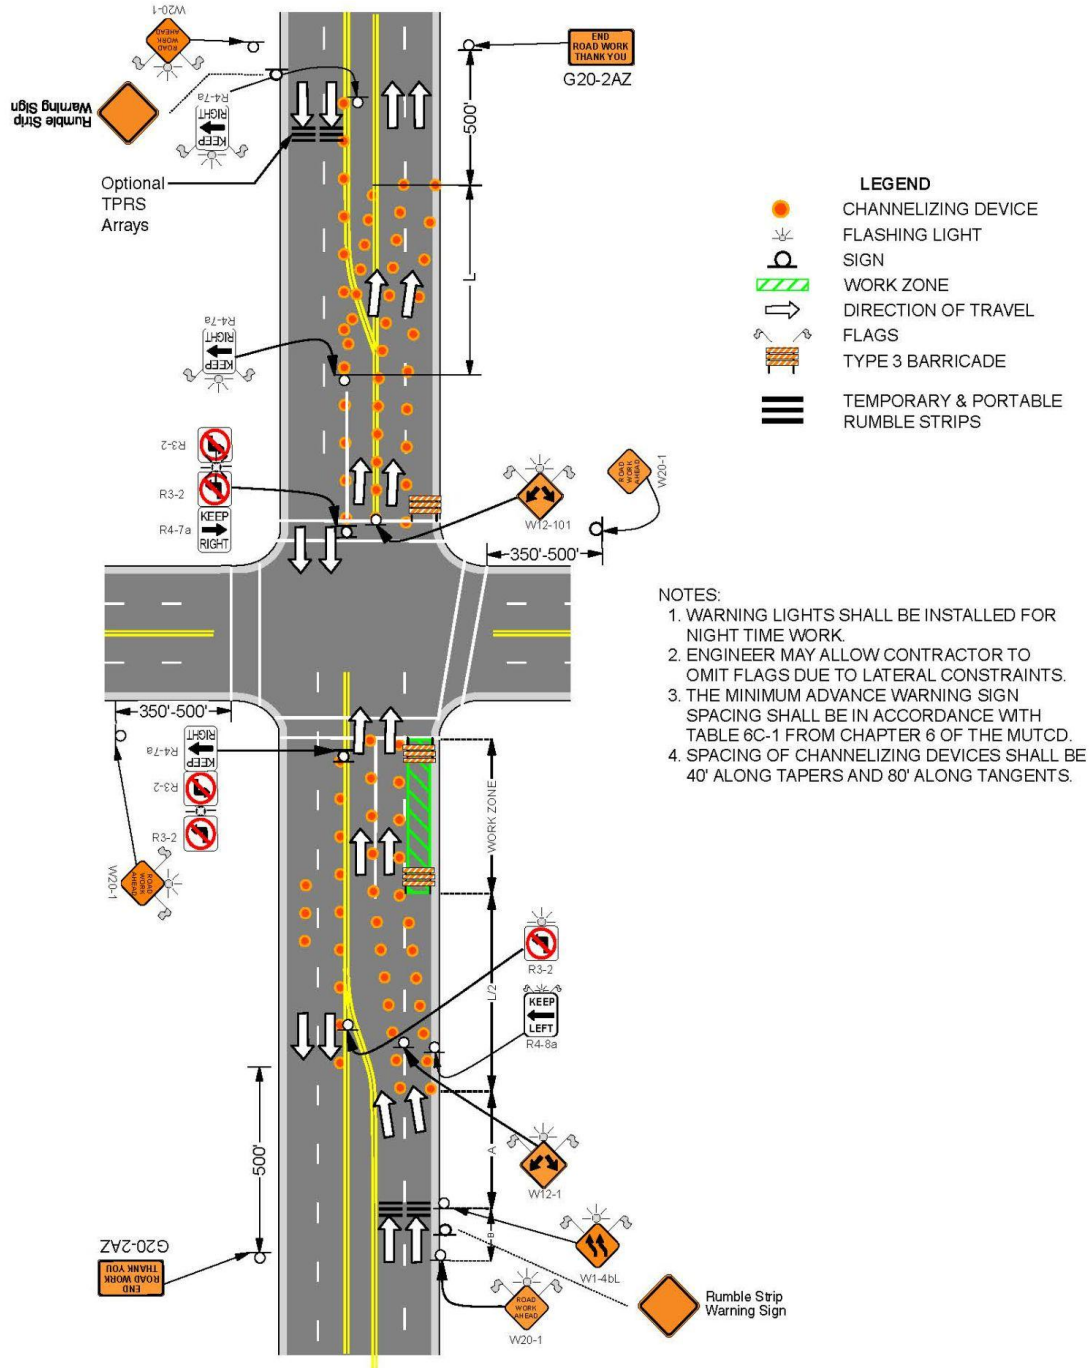 W20-1
ROAD
WORK
AHEAD
END
ROAD WORK
THANK YOU
G20-2AZ
Rumble Strip
Warning Sign
R4-7a
KEEP
RIGHT
Optional
TPRS
Arrays
500'
L
R4-7a
KEEP
RIGHT
LEGEND
CHANNELIZING DEVICE
FLASHING LIGHT
SIGN
WORK ZONE
DIRECTION OF TRAVEL
FLAGS
TYPE 3 BARRICADE
TEMPORARY & PORTABLE
RUMBLE STRIPS
R3-2
R3-2
R4-7a
KEEP
RIGHT
W12-101
ROAD
WORK
AHEAD
W20-1
350'-500'
NOTES:
1. WARNING LIGHTS SHALL BE INSTALLED FOR
NIGHT TIME WORK.
2. ENGINEER MAY ALLOW CONTRACTOR TO
OMIT FLAGS DUE TO LATERAL CONSTRAINTS.
3. THE MINIMUM ADVANCE WARNING SIGN
SPACING SHALL BE IN ACCORDANCE WITH
TABLE 6C-1 FROM CHAPTER 6 OF THE MUTCD.
4. SPACING OF CHANNELIZING DEVICES SHALL BE
40' ALONG TAPERS AND 80' ALONG TANGENTS.
350'-500'
R4-7a
KEEP
RIGHT
R3-2
R3-2
W20-1
ROAD
WORK
AHEAD
WORK ZONE
R3-2
KEEP
LEFT
R4-8a
L/2
A
W12-1
500'
B
W1-4bL
G20-2AZ
END
ROAD WORK
THANK YOU
ROAD
WORK
AHEAD
W20-1
Rumble Strip
Warning Sign